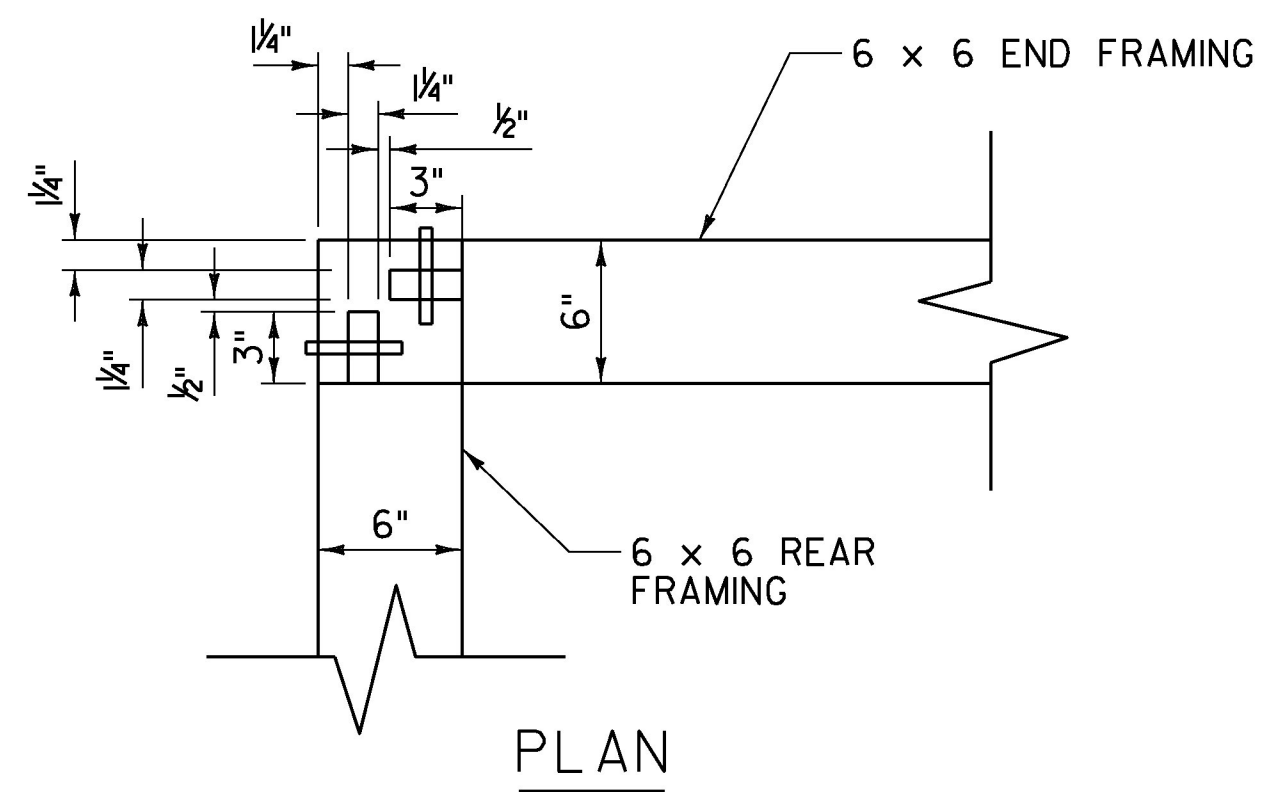 1¼"
6 x 6 END FRAMING
1¼"
½"
1¼"
3"
6"
3"
1¼"
½"
6"
6 x 6 REAR
FRAMING
PLAN